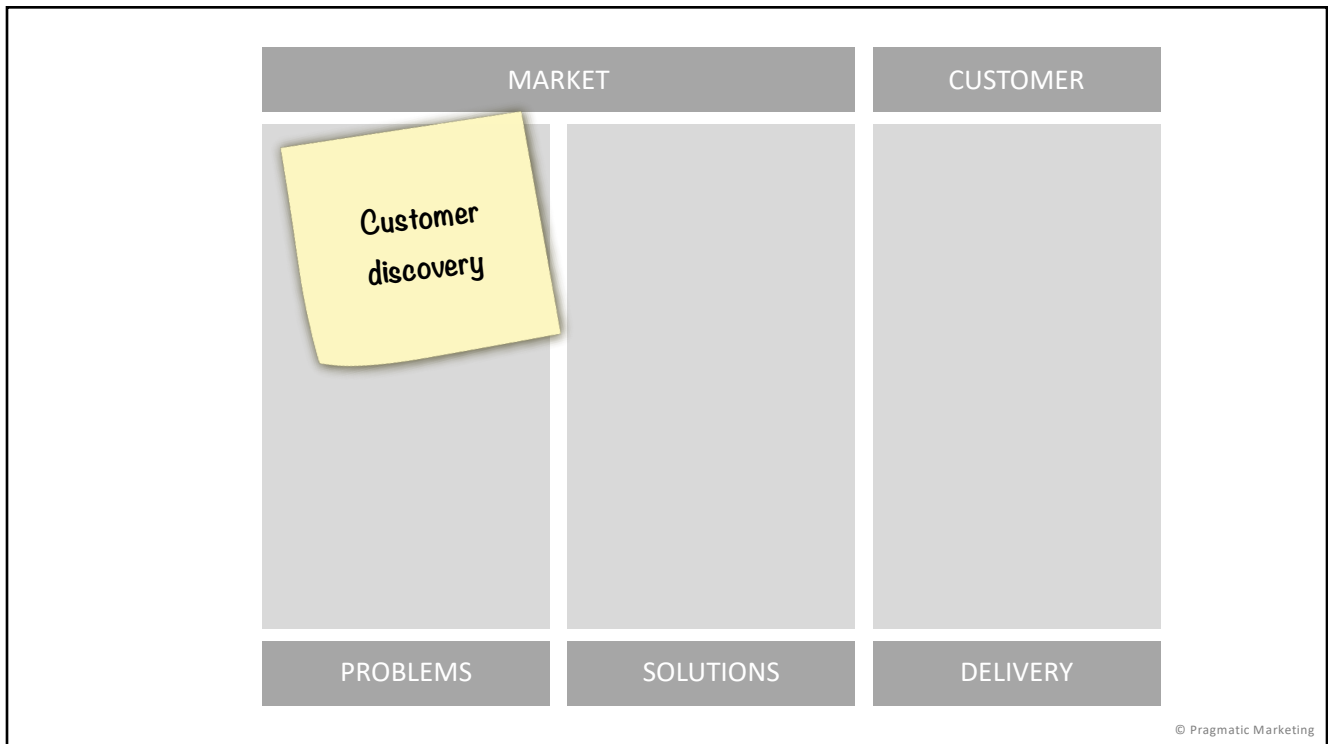 MARKET
CUSTOMER
Customer
discovery
PROBLEMS
SOLUTIONS
DELIVERY
© Pragmatic Marketing